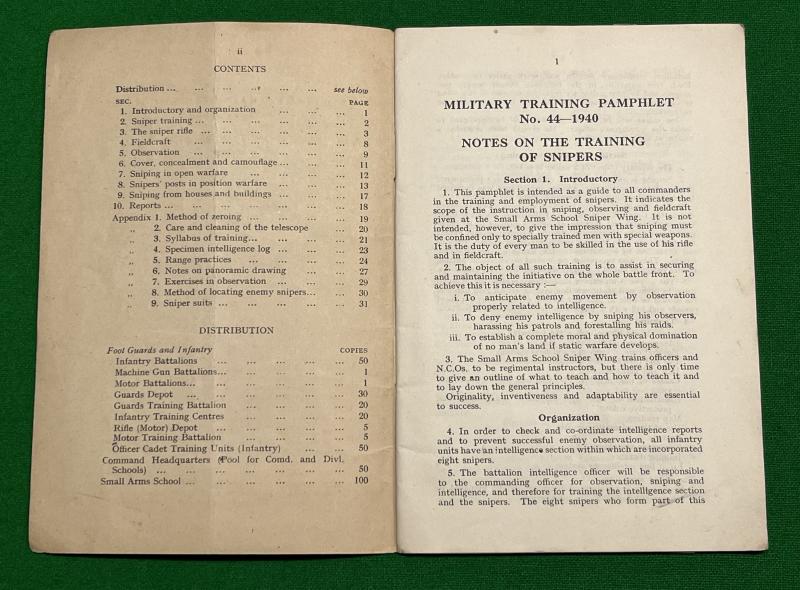 ii
CONTENTS
Distribution ... ... ... ... ... ... see below
SEC. PAGE
1. Introductory and organization ... ... ... 1
2. Sniper training ... ... ... ... ... ... 2
3. The sniper rifle ... ... ... ... ... ... 3
4. Fieldcraft ... ... ... ... ... ... 8
5. Observation ... ... ... ... ... ... 9
6. Cover, concealment and camouflage ... ... ... 11
7. Sniping in open warfare ... ... ... ... 12
8. Snipers' posts in position warfare ... ... ... 13
9. Sniping from houses and buildings ... ... ... 17
10. Reports ... ... ... ... ... ... ... 18
Appendix 1. Method of zeroing ... ... ... ... 19
„ 2. Care and cleaning of the telescope ... 20
„ 3. Syllabus of training ... ... ... ... 21
„ 4. Specimen intelligence log ... ... ... 23
„ 5. Range practices ... ... ... ... 24
„ 6. Notes on panoramic drawing ... ... 27
„ 7. Exercises in observation ... ... ... 29
„ 8. Method of locating enemy snipers ... ... 30
„ 9. Sniper suits ... ... ... ... ... 31
DISTRIBUTION
Foot Guards and Infantry COPIES
Infantry Battalions ... ... ... ... ... 50
Machine Gun Battalions ... ... ... ... ... 1
Motor Battalions ... ... ... ... ... ... 1
Guards Depot ... ... ... ... ... ... 30
Guards Training Battalion ... ... ... ... 20
Infantry Training Centres ... ... ... ... 20
Rifle (Motor) Depot ... ... ... ... ... 5
Motor Training Battalion ... ... ... ... 5
Officer Cadet Training Units (Infantry) ... ... ... 50
Command Headquarters (Pool for Comd. and Divl.
Schools) ... ... ... ... ... ... ... 50
Small Arms School ... ... ... ... ... ... 100
1
MILITARY TRAINING PAMPHLET
No. 44—1940
NOTES ON THE TRAINING
OF SNIPERS
Section 1. Introductory
1. This pamphlet is intended as a guide to all commanders
in the training and employment of snipers. It indicates the
scope of the instruction in sniping, observing and fieldcraft
given at the Small Arms School Sniper Wing. It is not
intended, however, to give the impression that sniping must
be confined only to specially trained men with special weapons.
It is the duty of every man to be skilled in the use of his rifle
and in fieldcraft.
2. The object of all such training is to assist in securing
and maintaining the initiative on the whole battle front. To
achieve this it is necessary :—
i. To anticipate enemy movement by observation
properly related to intelligence.
ii. To deny enemy intelligence by sniping his observers,
harassing his patrols and forestalling his raids.
iii. To establish a complete moral and physical domination
of no man's land if static warfare develops.
3. The Small Arms School Sniper Wing trains officers and
N.C.Os. to be regimental instructors, but there is only time
to give an outline of what to teach and how to teach it and
to lay down the general principles.
Originality, inventiveness and adaptability are essential
to success.
Organization
4. In order to check and co-ordinate intelligence reports
and to prevent successful enemy observation, all infantry
units have an intelligence section within which are incorporated
eight snipers.
5. The battalion intelligence officer will be responsible
to the commanding officer for observation, sniping and
intelligence, and therefore for training the intelligence section
and the snipers. The eight snipers who form part of this